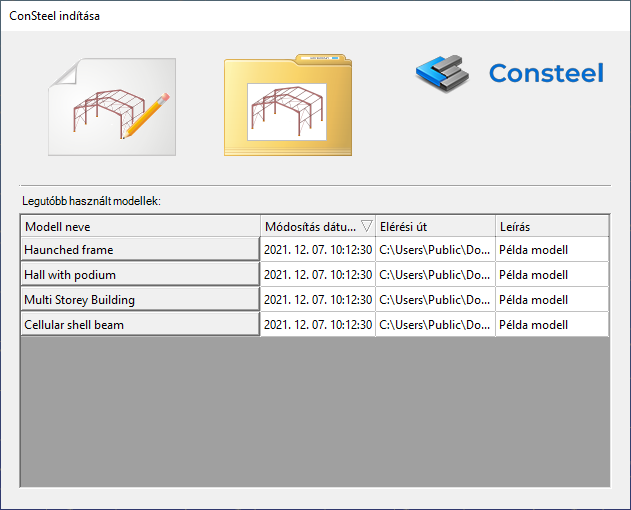 ConSteel indítása
Consteel
Legutóbb használt modellek:
Modell neve Módosítás dátu... Elérési út Leírás
Haunched frame 2021. 12. 07. 10:12:30 C:\Users\Public\Do... Példa modell
Hall with podium 2021. 12. 07. 10:12:30 C:\Users\Public\Do... Példa modell
Multi Storey Building 2021. 12. 07. 10:12:30 C:\Users\Public\Do... Példa modell
Cellular shell beam 2021. 12. 07. 10:12:30 C:\Users\Public\Do... Példa modell